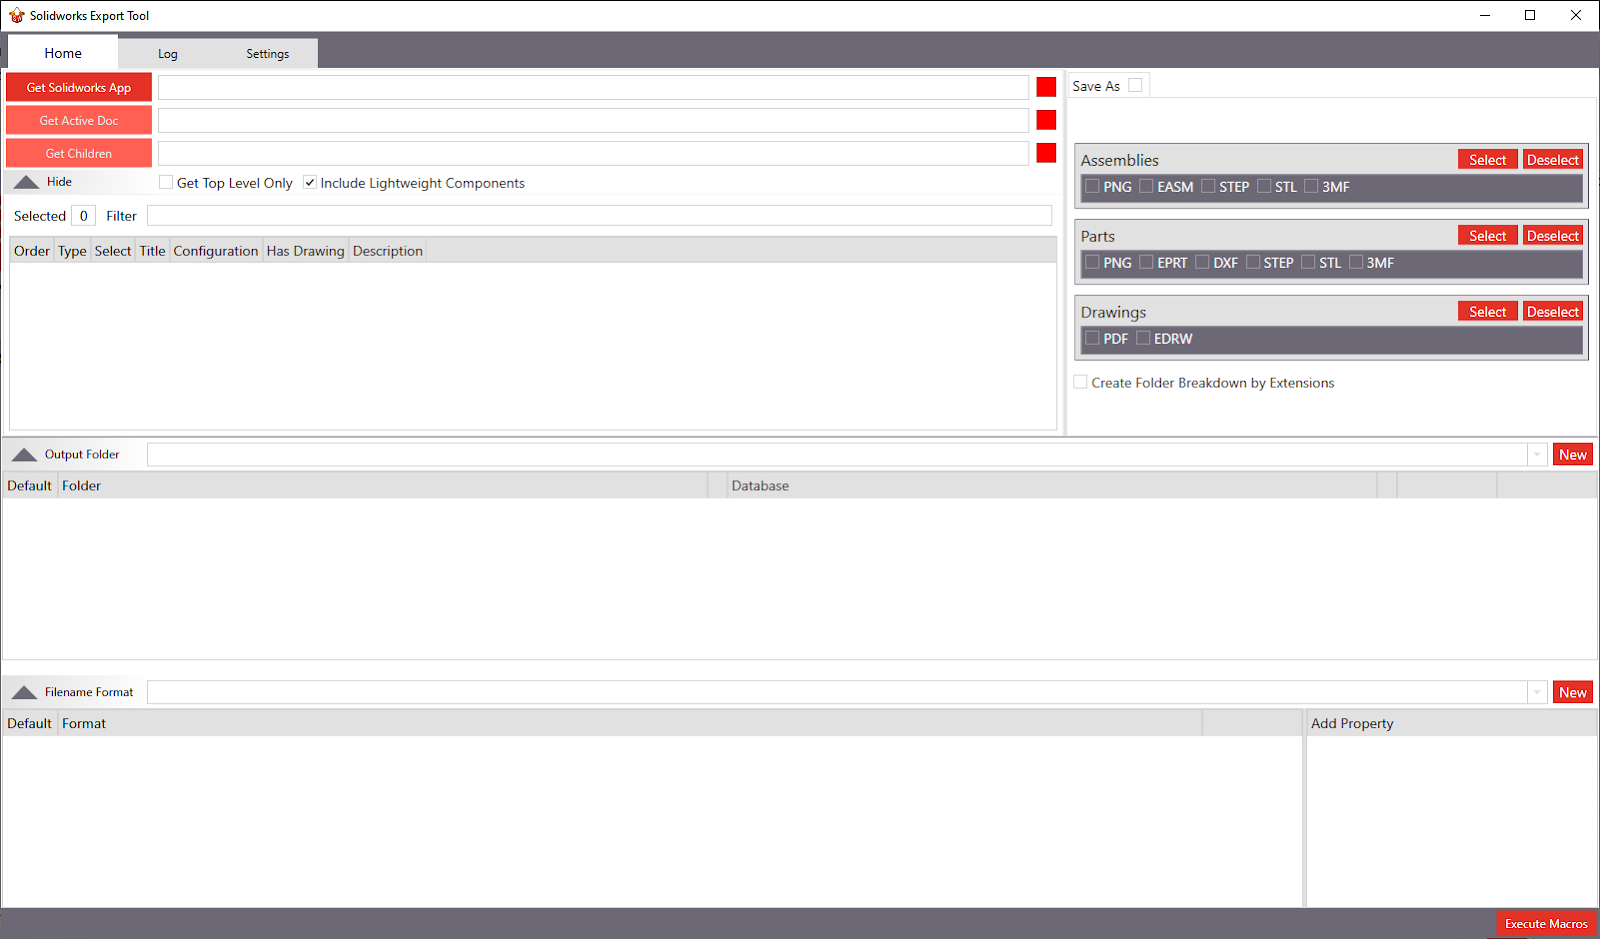 Solidworks Export Tool
Home Log Settings
Get Solidworks App
Get Active Doc
Get Children
Hide Get Top Level Only Include Lightweight Components
Selected 0 Filter
Order Type Select Title Configuration Has Drawing Description
Save As
Assemblies Select Deselect
PNG EASM STEP STL 3MF
Parts Select Deselect
PNG EPRT DXF STEP STL 3MF
Drawings Select Deselect
PDF EDRW
Create Folder Breakdown by Extensions
Output Folder New
Default Folder Database
Filename Format New
Default Format Add Property
Execute Macros